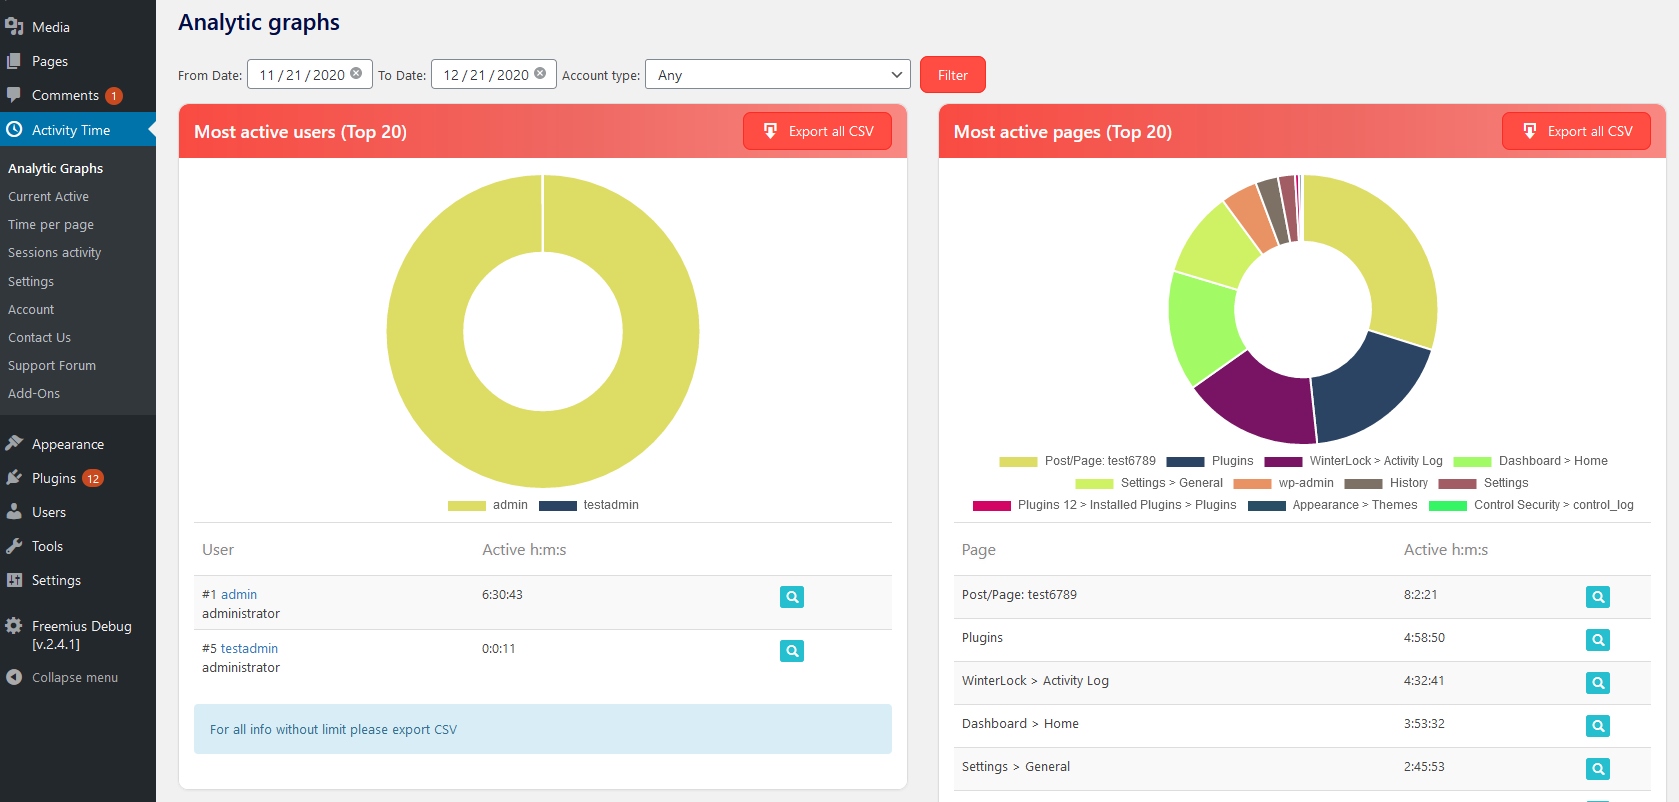 Media
Pages
Comments 1
Activity Time
Analytic Graphs
Current Active
Time per page
Sessions activity
Settings
Account
Contact Us
Support Forum
Add-Ons
Appearance
Plugins 12
Users
Tools
Settings
Freemius Debug
[v.2.4.1]
Collapse menu
Analytic graphs
From Date: 11/21/2020 To Date: 12/21/2020 Account type: Any Filter
Most active users (Top 20) Export all CSV
admin testadmin
User Active h:m:s
#1 admin 6:30:43
administrator
#5 testadmin 0:0:11
administrator
For all info without limit please export CSV
Most active pages (Top 20) Export all CSV
Post/Page: test6789 Plugins WinterLock > Activity Log Dashboard > Home
Settings > General wp-admin History Settings
Plugins 12 > Installed Plugins > Plugins Appearance > Themes Control Security > control_log
Page Active h:m:s
Post/Page: test6789 8:2:21
Plugins 4:58:50
WinterLock > Activity Log 4:32:41
Dashboard > Home 3:53:32
Settings > General 2:45:53